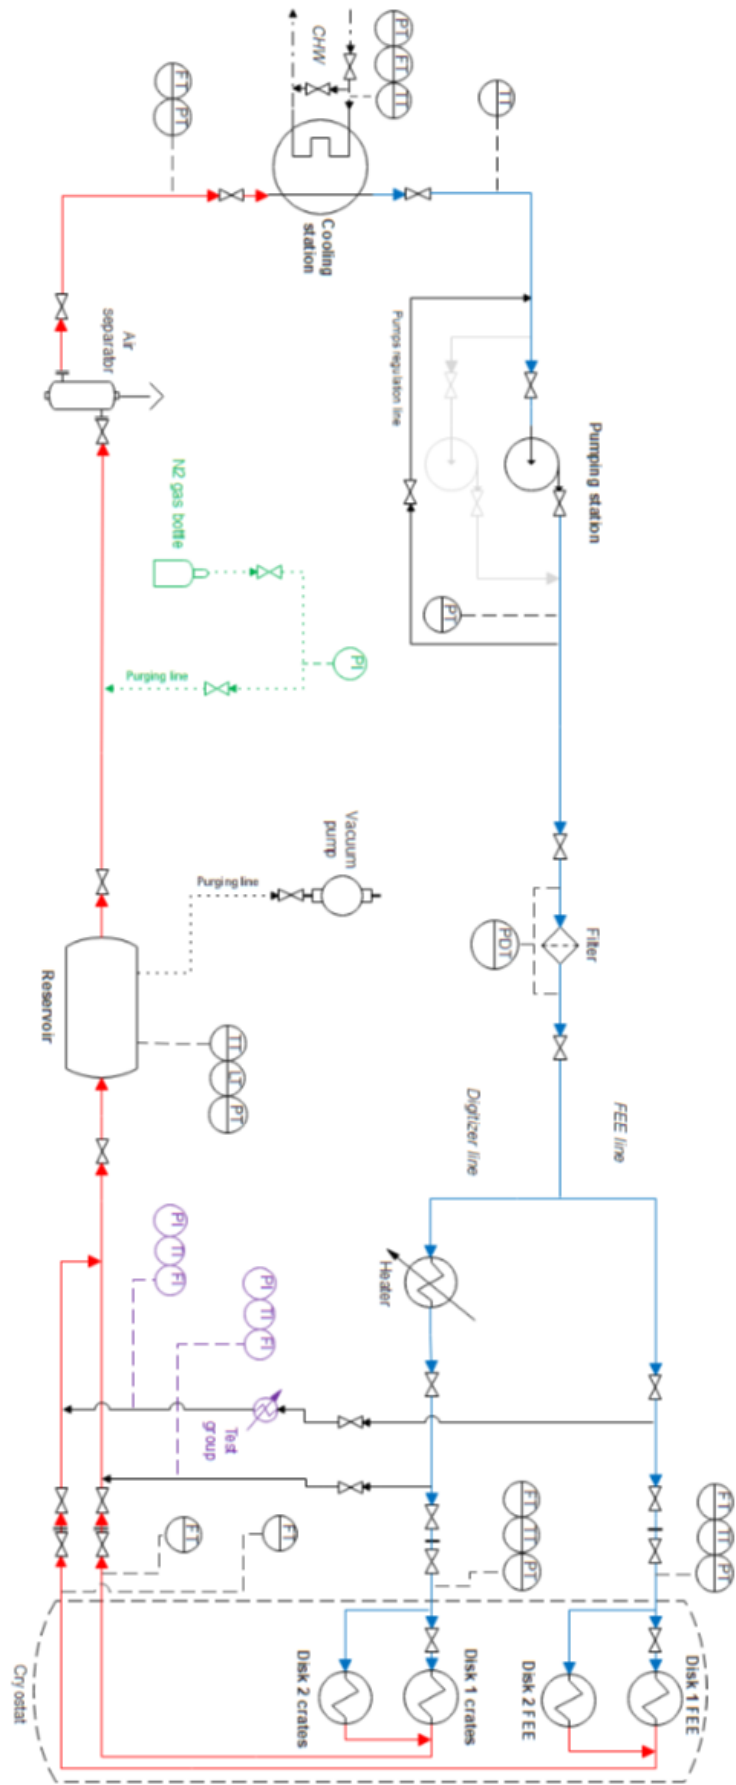 CHW
PT
FT
TT
TT
FT
PT
Cooling
station
Air
separator
Pumps regulation line
Pumping station
N2 gas bottle
PT
PI
Purging line
Vacuum
pump
Purging line
PDT
Filter
Reservoir
TT
LT
PT
Digitizer line
FEE line
PI
TI
FI
Heater
PI
TI
FI
Test
group
FT
TT
PT
FT
TT
PT
FT
FT
Disk 2 crates
Disk 1 crates
Disk 2 FEE
Disk 1 FEE
Cryostat